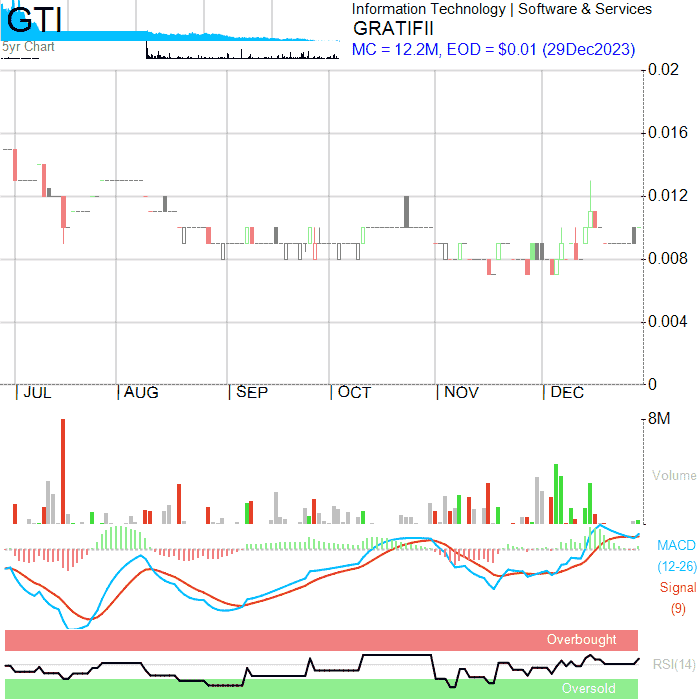 GTI
5yr Chart
Information Technology | Software & Services
GRATIFII
MC = 12.2M, EOD = $0.01 (29Dec2023)
0.02
0.016
0.012
0.008
0.004
0
| JUL | AUG | SEP | OCT | NOV | DEC
8M
Volume
MACD
(12-26)
Signal
(9)
Overbought
RSI(14)
Oversold